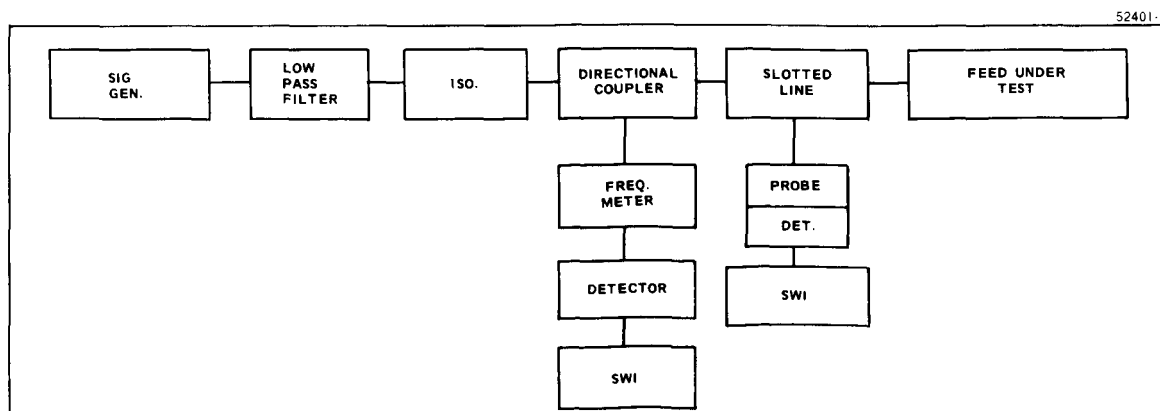 52401-
SIG
GEN.
LOW
PASS
FILTER
ISO.
DIRECTIONAL
COUPLER
SLOTTED
LINE
FEED UNDER
TEST
FREQ.
METER
PROBE
DET.
DETECTOR
SWI
SWI